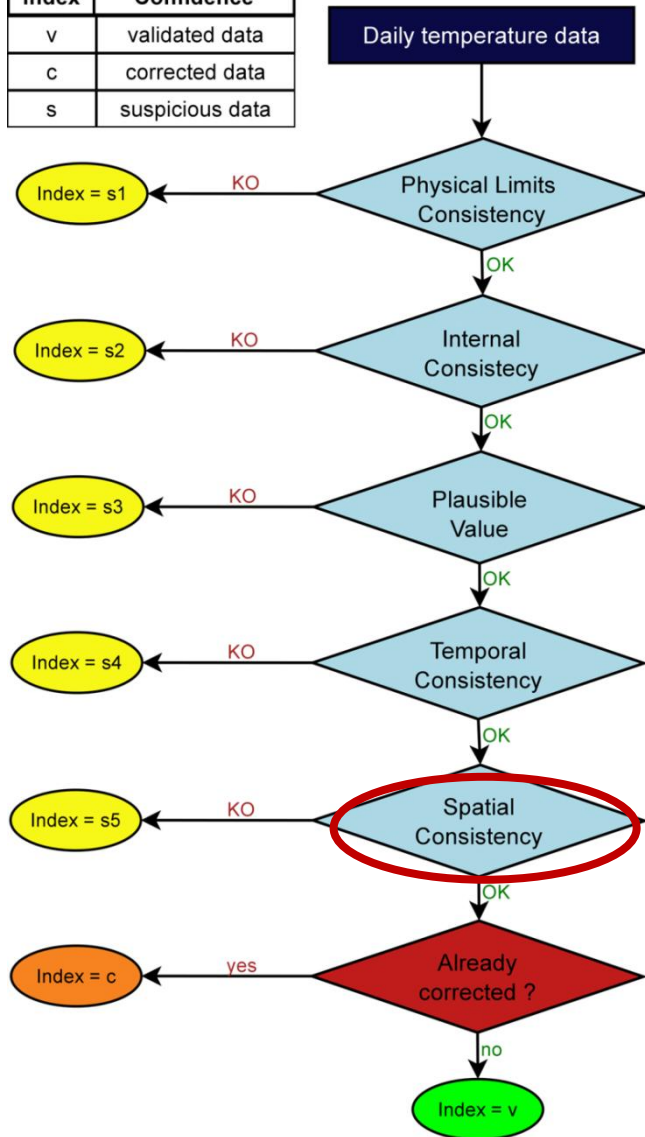 Index Confidence
v validated data
c corrected data
s suspicious data
Daily temperature data
Physical Limits
Consistency
KO
Index = s1
OK
Internal
Consistecy
KO
Index = s2
OK
Plausible
Value
KO
Index = s3
OK
Temporal
Consistency
KO
Index = s4
OK
Spatial
Consistency
KO
Index = s5
OK
Already
corrected ?
yes
Index = c
no
Index = v